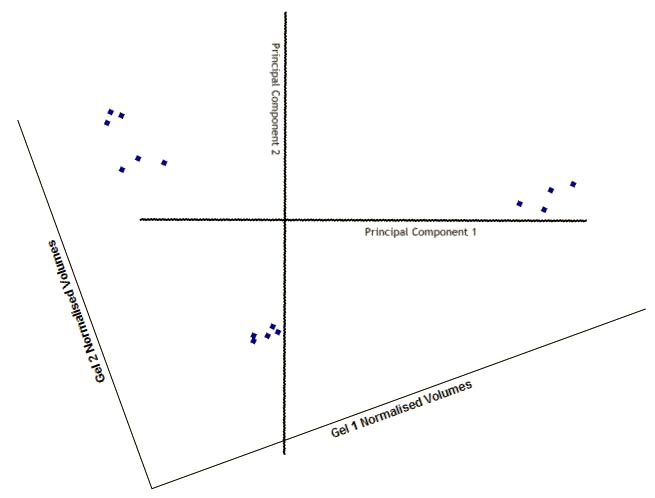 Principal Component 2
Principal Component 1
Gel 2 Normalised Volumes
Gel 1 Normalised Volumes